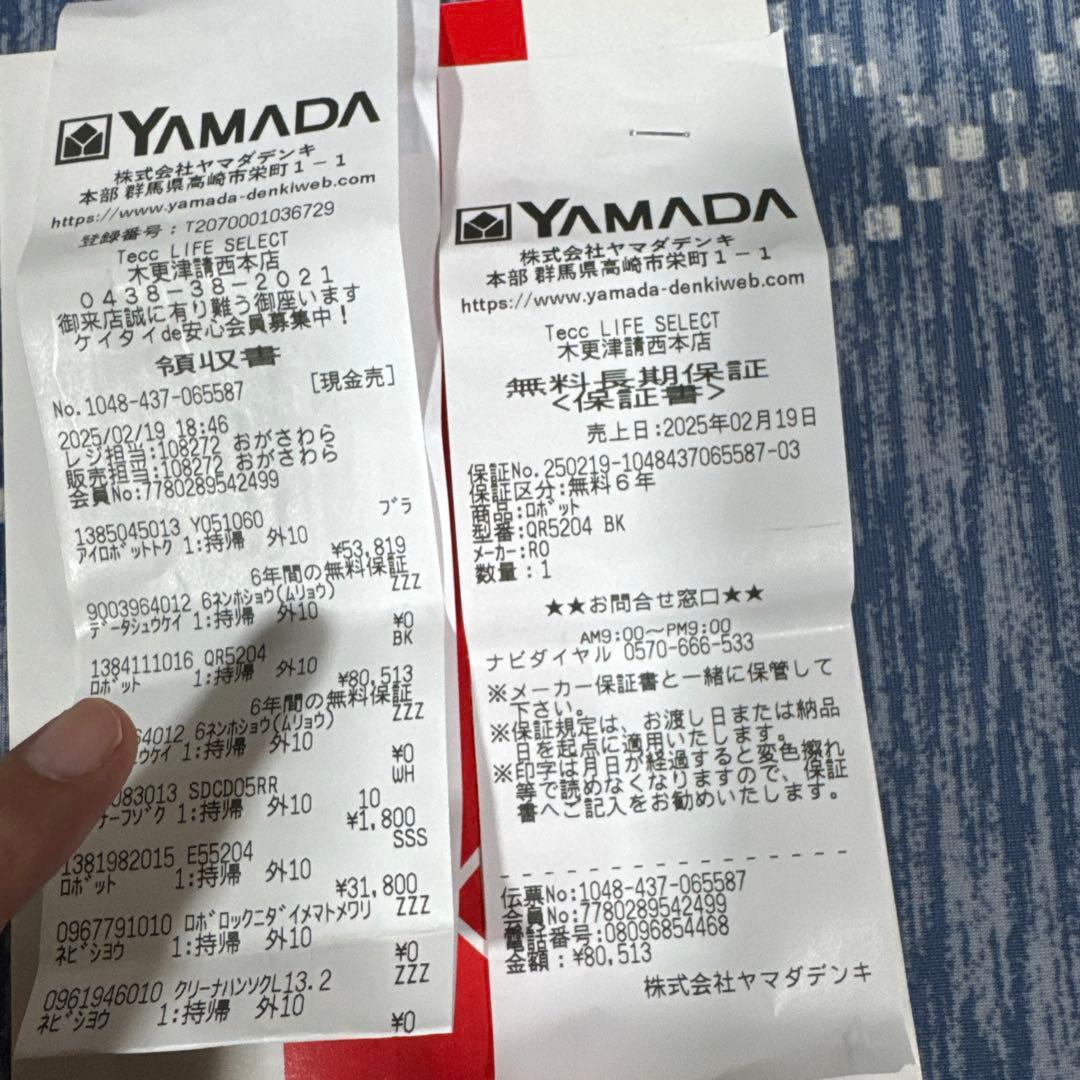 YAMADA
株式会社ヤマダデンキ
本部 群馬県高崎市栄町1-1
https://www.yamada-denkiweb.com
登録番号:T2070001036729
Tecc LIFE SELECT
木更津請西本店
0438-38-2021
御来店誠に有り難う御座います
ケイタイde安心会員募集中!
領収書
[現金売]
No.1048-437-065587
2025/02/19 18:46
レジ担当:108272 おがさわら
販売担当:108272 おがさわら
会員No:7780289542499
1385045013 Y051060 ブラ
アイロボットトク 1:持帰 外10 ¥53,819
6年間の無料保証
9003964012 6ネンホショウ(ムリョウ) ZZZ
データシュウケイ 1:持帰 外10 ¥0
1384111016 QR5204 BK
ロボット 1:持帰 外10 ¥80,513
6年間の無料保証
64012 6ネンホショウ(ムリョウ) ZZZ
ュウケイ 1:持帰 外10 ¥0
083013 SDCD05RR WH
ーフゾク 1:持帰 外10 10
¥1,800
1381982015 E55204 SSS
ロボット 1:持帰 外10 ¥31,800
0967791010 ロボロックニダイメマトメワリ ZZZ
ネビショウ 1:持帰 外10 ¥0
0961946010 クリーナハンソクL13.2 ZZZ
ネビショウ 1:持帰 外10 ¥0
YAMADA
株式会社ヤマダデンキ
本部 群馬県高崎市栄町1-1
https://www.yamada-denkiweb.com
Tecc LIFE SELECT
木更津請西本店
無料長期保証
<保証書>
売上日:2025年02月19日
保証No.250219-1048437065587-03
保証区分:無料6年
商品:ロボット
型番:QR5204 BK
メーカー:RO
数量:1
★★お問合せ窓口★★
AM9:00〜PM9:00
ナビダイヤル 0570-666-533
※メーカー保証書と一緒に保管して
下さい。
※保証規定は、お渡し日または納品
日を起点に適用いたします。
※印字は月日が経過すると変色擦れ
等で読めなくなりますので、保証
書へご記入をお勧めいたします。
伝票No:1048-437-065587
会員No:7780289542499
電話番号:08096854468
金額:¥80,513
株式会社ヤマダデンキ